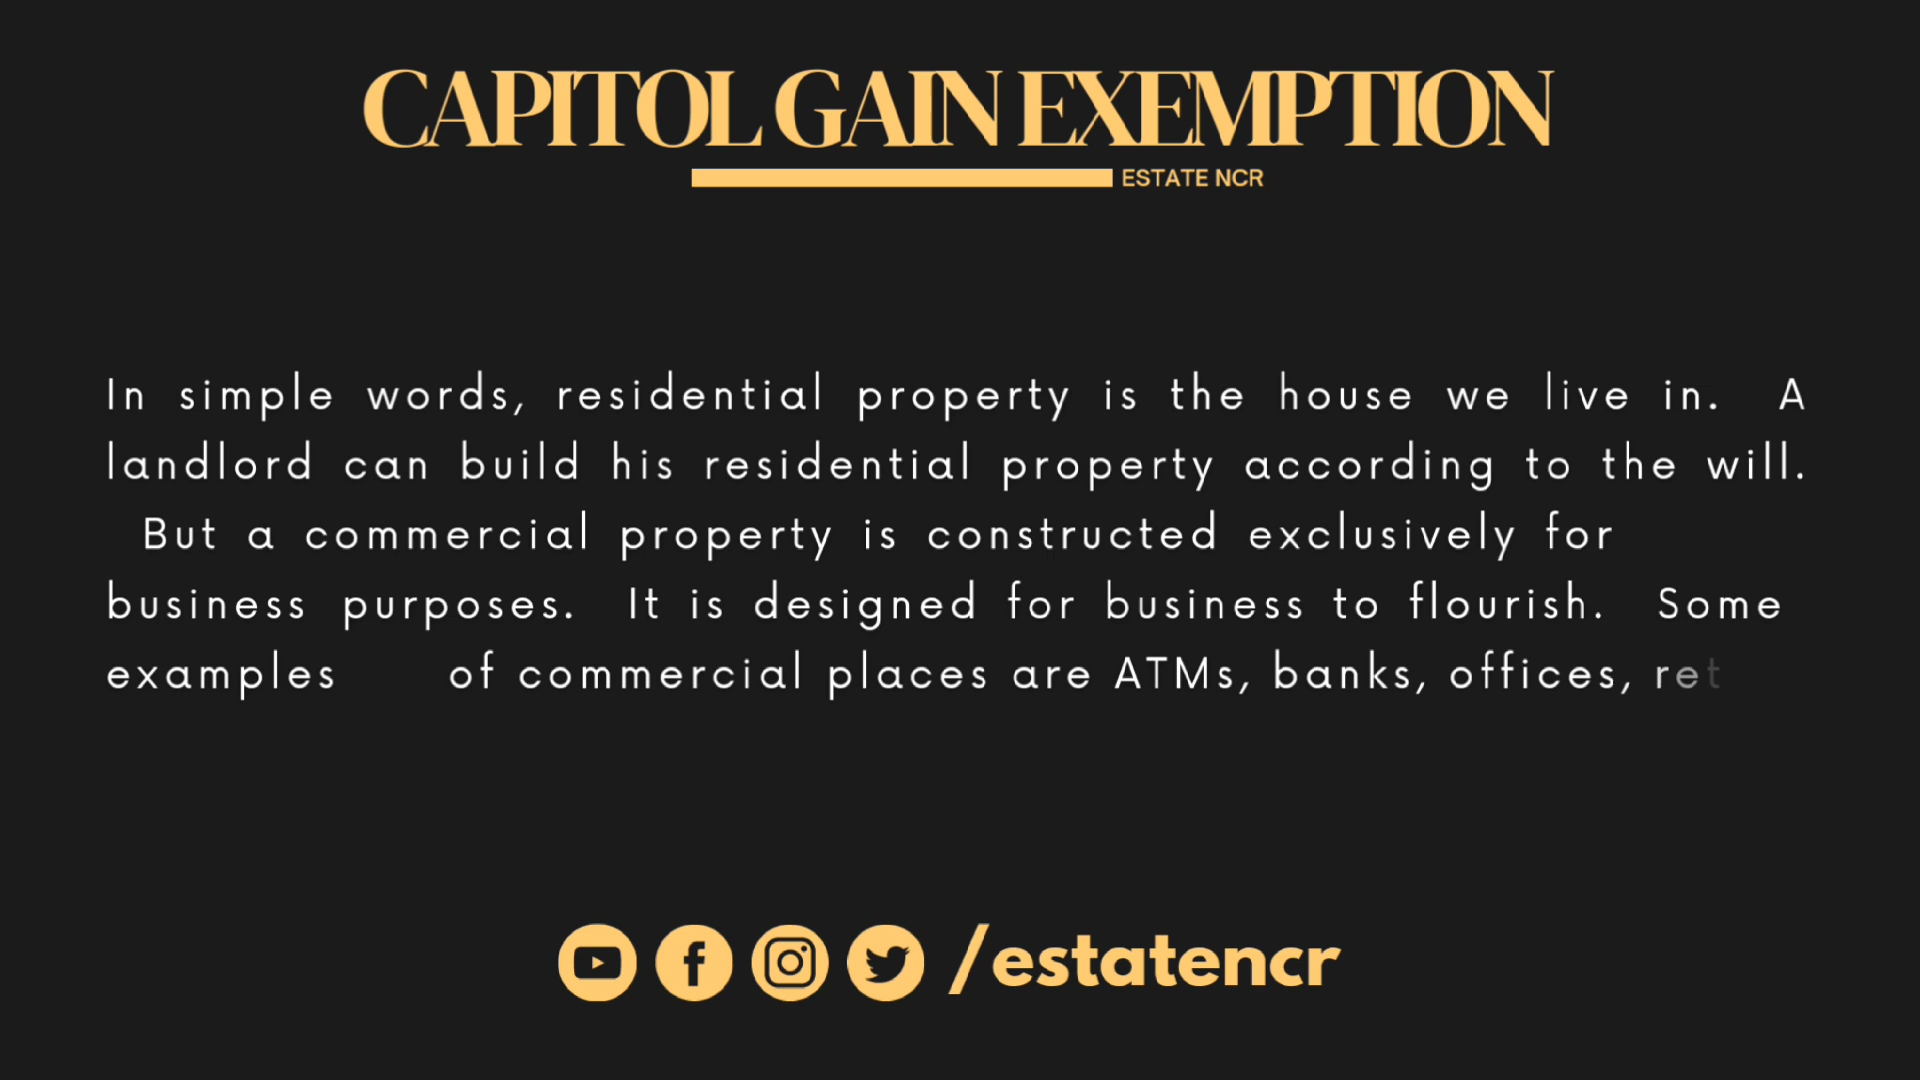 CAPITOL GAIN EXEMPTION
ESTATE NCR
In simple words, residential property is the house we live in. A
landlord can build his residential property according to the will.
But a commercial property is constructed exclusively for
business purposes. It is designed for business to flourish. Some
examples of commercial places are ATMs, banks, offices, ret
/estatencr